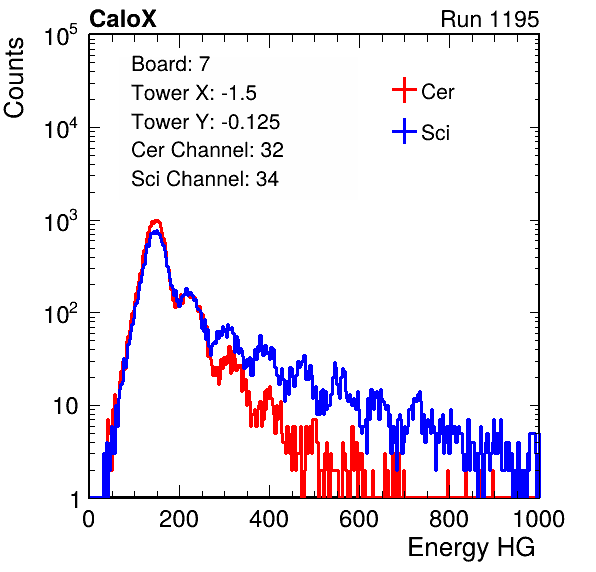 CaloX Run 1195
Counts
Board: 7
Tower X: -1.5
Tower Y: -0.125
Cer Channel: 32
Sci Channel: 34
Cer
Sci
10^5
10^4
10^3
10^2
10
1
0 200 400 600 800 1000
Energy HG